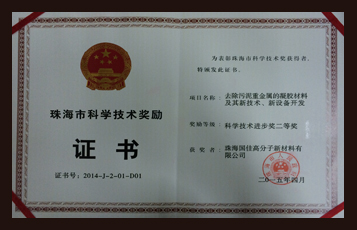 珠海市科学技术奖励
证书
证书号：2014-J-2-01-D01
为表彰珠海市科学技术奖获得者，
特颁发此证书。
项目名称：去除污泥重金属的凝胶材料
及其新技术、新设备开发
奖励等级：科学技术进步奖二等奖
获奖者：珠海国佳高分子新材料有
限公司
二〇一五年四月